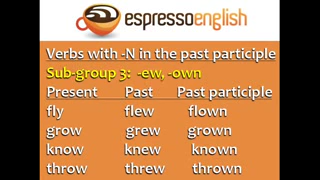 espressoenglish
Verbs with -N in the past participle
Sub-group 3: -ew, -own
Present Past Past participle
fly flew flown
grow grew grown
know knew known
throw threw thrown